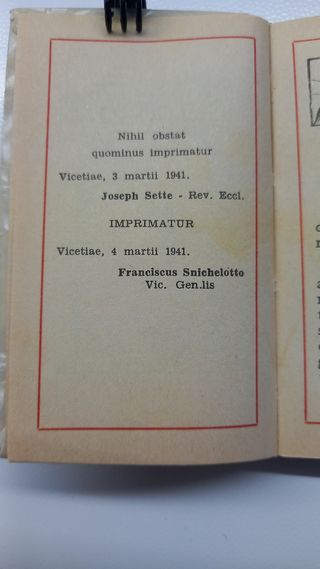 Nihil obstat
quominus imprimatur
Vicetiae, 3 martii 1941.
Joseph Sette - Rev. Eccl.
IMPRIMATUR
Vicetiae, 4 martii 1941.
Franciscus Snichelotto
Vic. Gen.lis